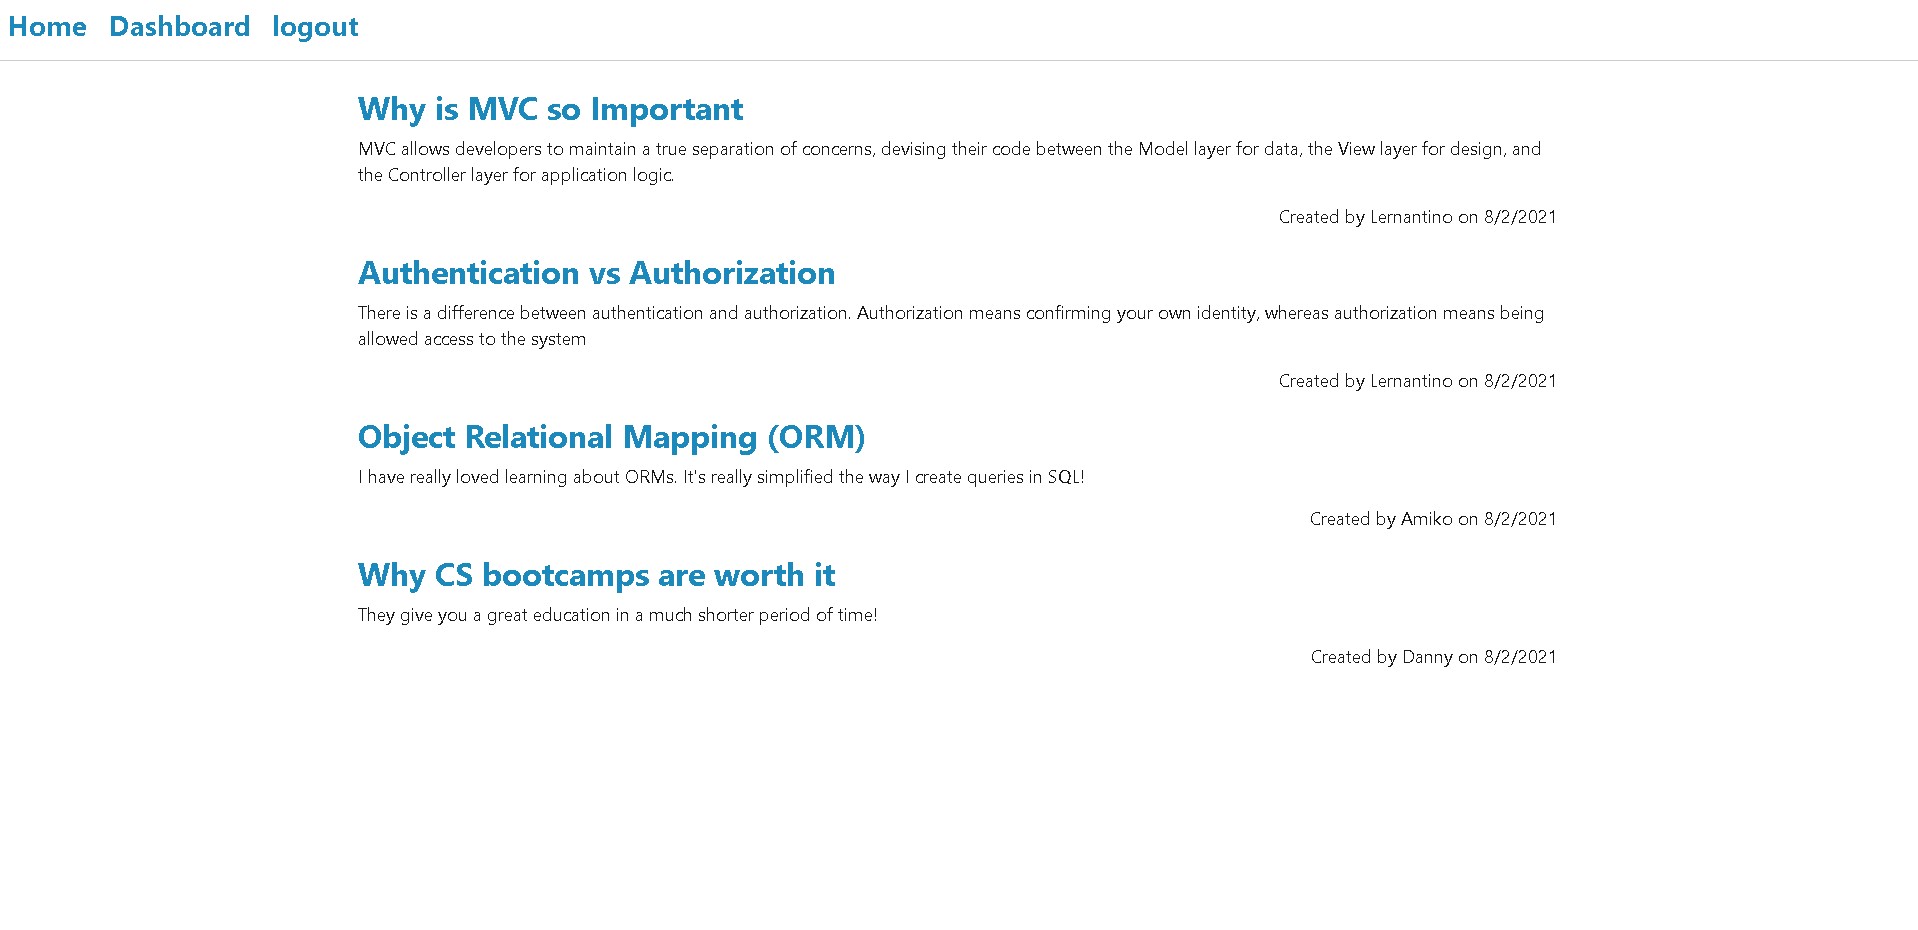 Home Dashboard logout
Why is MVC so Important
MVC allows developers to maintain a true separation of concerns, devising their code between the Model layer for data, the View layer for design, and
the Controller layer for application logic.
Created by Lernantino on 8/2/2021
Authentication vs Authorization
There is a difference between authentication and authorization. Authorization means confirming your own identity, whereas authorization means being
allowed access to the system
Created by Lernantino on 8/2/2021
Object Relational Mapping (ORM)
I have really loved learning about ORMs. It's really simplified the way I create queries in SQL!
Created by Amiko on 8/2/2021
Why CS bootcamps are worth it
They give you a great education in a much shorter period of time!
Created by Danny on 8/2/2021